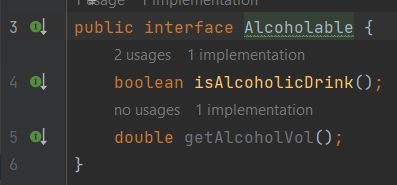 1 usage   1 implementation
3 public interface Alcoholable {
2 usages   1 implementation
4 boolean isAlcoholicDrink();
no usages   1 implementation
5 double getAlcoholVol();
6 }